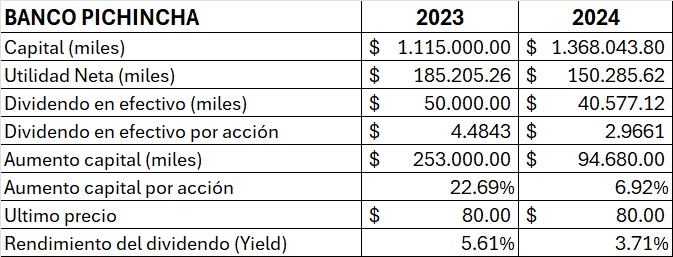 BANCO PICHINCHA 2023 2024
Capital (miles) $ 1.115.000.00 $ 1.368.043.80
Utilidad Neta (miles) $ 185.205.26 $ 150.285.62
Dividendo en efectivo (miles) $ 50.000.00 $ 40.577.12
Dividendo en efectivo por acción $ 4.4843 $ 2.9661
Aumento capital (miles) $ 253.000.00 $ 94.680.00
Aumento capital por acción 22.69% 6.92%
Ultimo precio $ 80.00 $ 80.00
Rendimiento del dividendo (Yield) 5.61% 3.71%